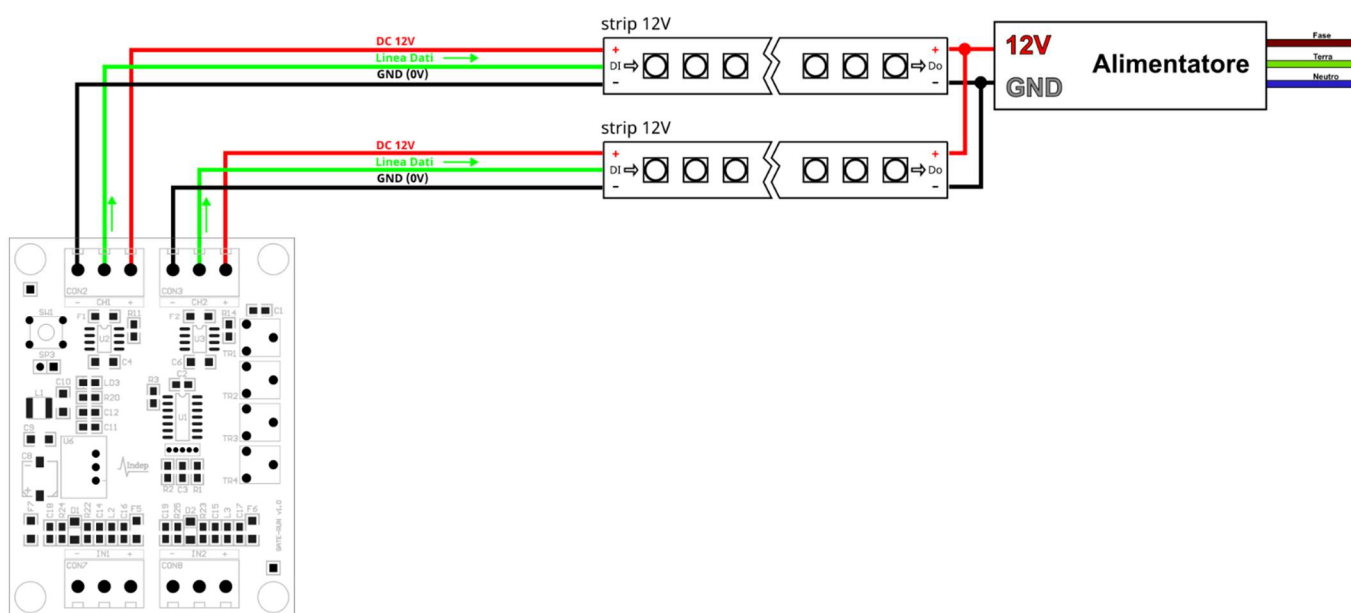 strip 12V
DC 12V
Linea Dati
GND (0V)
+
DI
-
+
Do
-
12V
GND
Alimentatore
Fase
Terra
Neutro
strip 12V
DC 12V
Linea Dati
GND (0V)
+
DI
-
+
Do
-
CON2
- CH1 +
CON3
- CH2 +
SW1
F1
R11
U2
F2
R14
U3
C1
TR1
SP3
C4
C6
C10
LD3
R3
C2
L1
R20
TR2
C12
U1
C9
C11
TR3
U6
C8
+
Indep
R2
C3
R1
TR4
F7
C18
R24
D1
R22
C14
L2
C16
F5
C19
R25
D2
R23
C15
L3
C17
F6
GATE-RUN v1.0
- IN1 +
- IN2 +
CON7
CON8